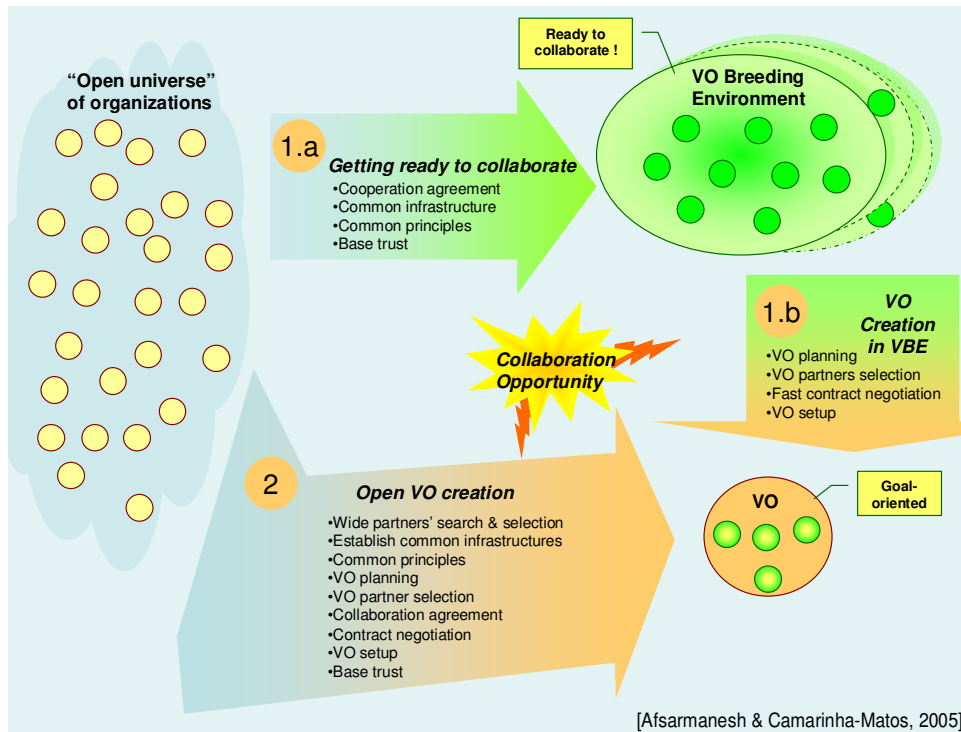 “Open universe”
of organizations
Ready to
collaborate !
VO Breeding
Environment
1.a
Getting ready to collaborate
•Cooperation agreement
•Common infrastructure
•Common principles
•Base trust
1.b
VO
Creation
in VBE
•VO planning
•VO partners selection
•Fast contract negotiation
•VO setup
Collaboration
Opportunity
2
Open VO creation
•Wide partners’ search & selection
•Establish common infrastructures
•Common principles
•VO planning
•VO partner selection
•Collaboration agreement
•Contract negotiation
•VO setup
•Base trust
VO
Goal-
oriented
[Afsarmanesh & Camarinha-Matos, 2005]